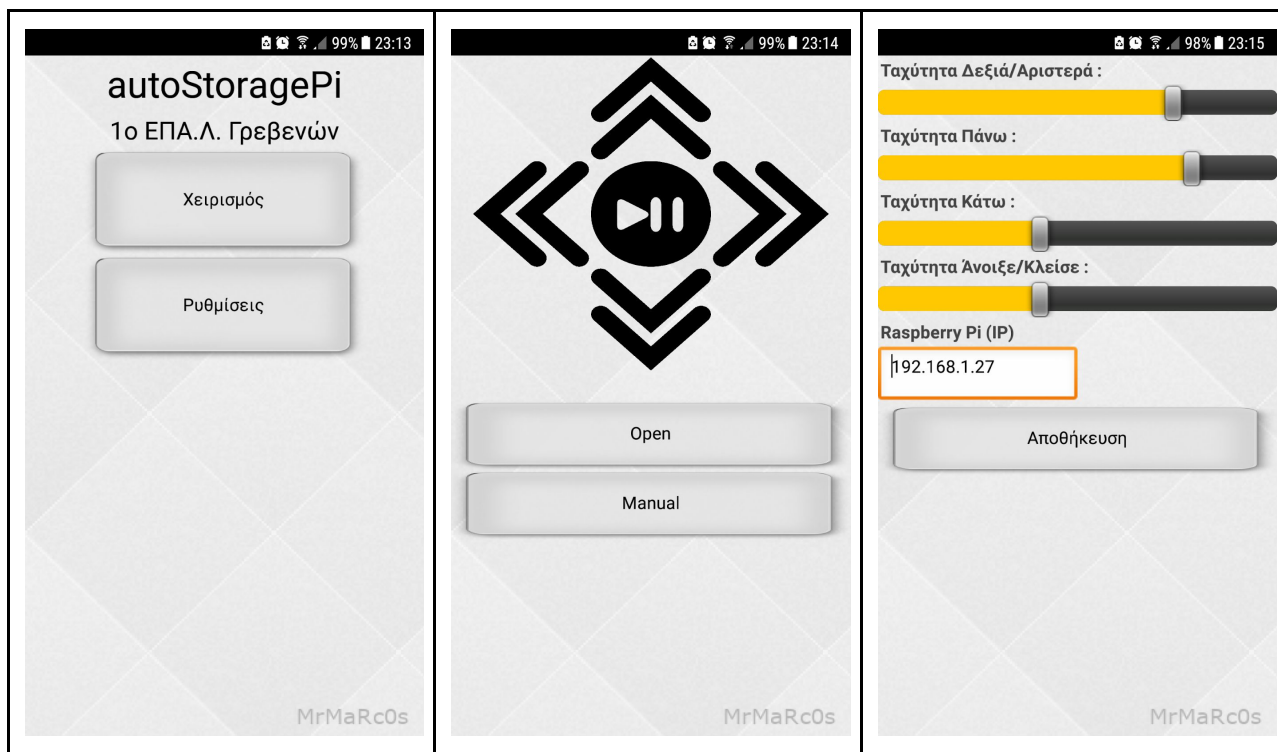 99% 23:13
autoStoragePi
1ο ΕΠΑ.Λ. Γρεβενών
Χειρισμός
Ρυθμίσεις
MrMaRc0s
99% 23:14
Open
Manual
MrMaRc0s
98% 23:15
Ταχύτητα Δεξιά/Αριστερά :
Ταχύτητα Πάνω :
Ταχύτητα Κάτω :
Ταχύτητα Άνοιξε/Κλείσε :
Raspberry Pi (IP)
192.168.1.27
Αποθήκευση
MrMaRc0s